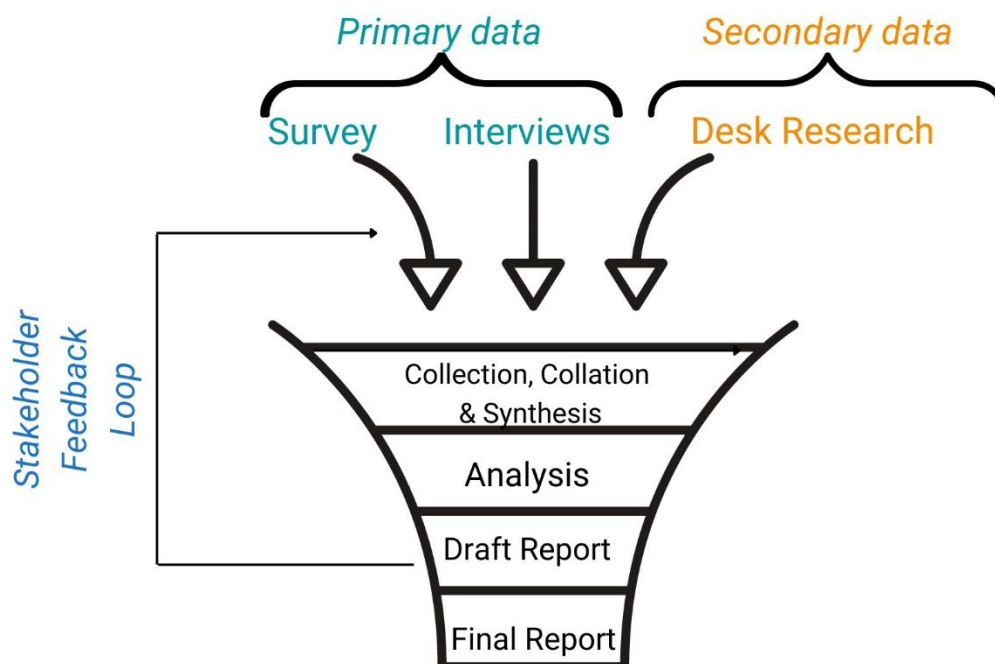 Primary data
Secondary data
Survey
Interviews
Desk Research
Stakeholder
Feedback
Loop
Collection, Collation
& Synthesis
Analysis
Draft Report
Final Report